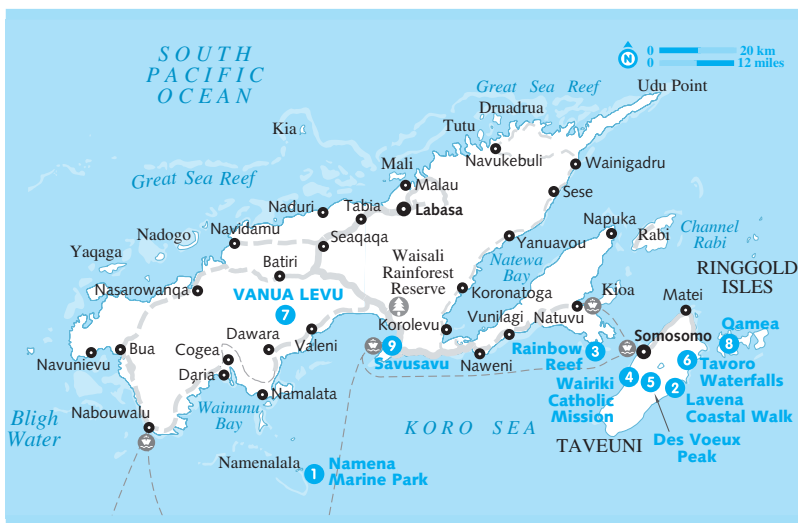 SOUTH
PACIFIC
OCEAN
N
0 20 km
0 12 miles
Great Sea Reef
Udu Point
Druadrua
Tutu
Kia
Navukebuli
Wainigadru
Mali
Great Sea Reef
Malau
Sese
Naduri
Tabia
Labasa
Napuka
Rabi
Channel
Rabi
Nadogo
Navidamu
Seaqaqa
Yanuavou
Yaqaga
Batiri
Waisali
Rainforest
Reserve
Natewa
Bay
RINGGOLD
ISLES
Nasarowanqa
VANUA LEVU
7
Koronatoga
Kioa
Matei
Vunilagi
Natuvu
Korolevu
Somosomo
Qamea
8
Dawara
Valeni
Bua
Cogea
9
Savusavu
Naweni
Rainbow
Reef
3
6
Tavoro
Waterfalls
Navunievu
Daria
Wairiki
Catholic
Mission
4
5
2
Lavena
Coastal Walk
Namalata
Nabouwalu
Wainunu
Bay
Bligh
Water
KORO SEA
TAVEUNI
Des Voeux
Peak
Namenalala
1
Namena
Marine Park